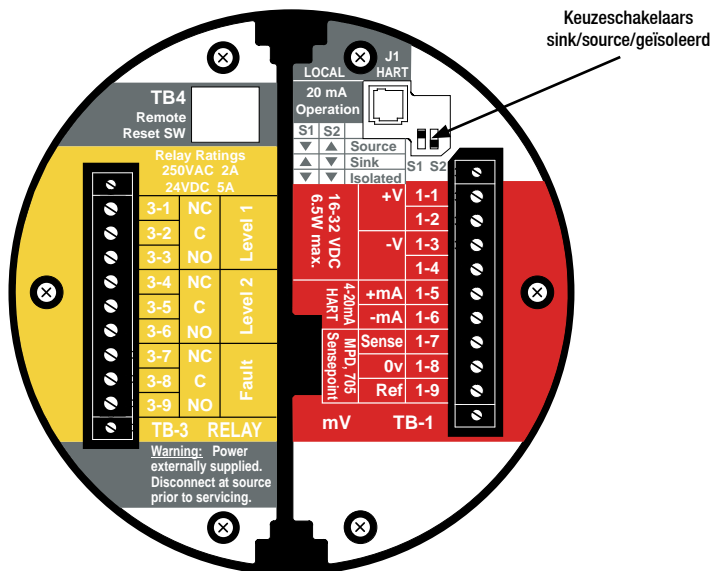 Keuzeschakelaars
sink/source/geïsoleerd
J1
LOCAL HART
20 mA
Operation
S1 S2
▼ ▲ Source
▲ ▼ Sink
▼ ▼ Isolated
S1 S2
TB4
Remote
Reset SW
Relay Ratings
250VAC 2A
24VDC 5A
3-1 NC
3-2 C
3-3 NO
Level 1
3-4 NC
3-5 C
3-6 NO
Level 2
3-7 NC
3-8 C
3-9 NO
Fault
TB-3 RELAY
Warning: Power
externally supplied.
Disconnect at source
prior to servicing.
16-32 VDC
6.5W max.
+V 1-1
1-2
-V 1-3
1-4
4-20mA
HART
+mA 1-5
-mA 1-6
MPD, 705
Sensepoint
Sense 1-7
0v 1-8
Ref 1-9
mV TB-1